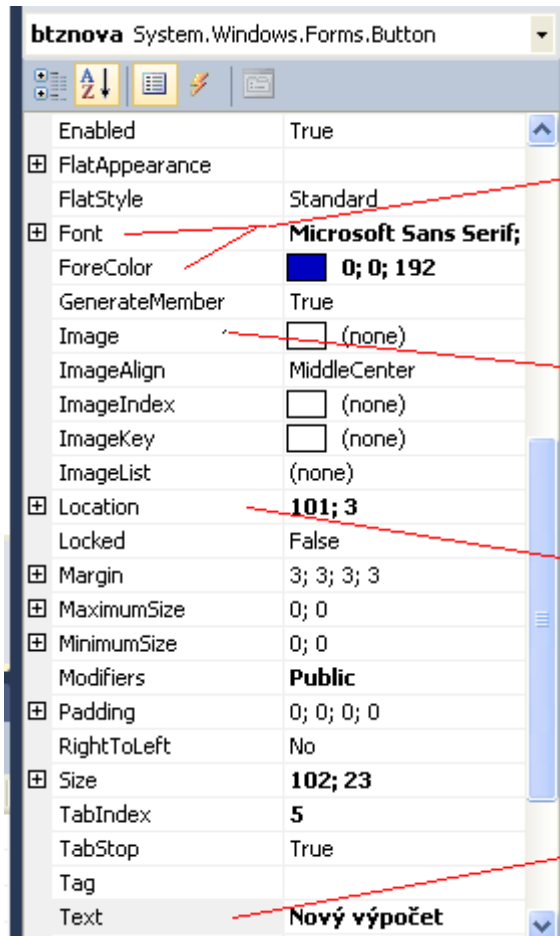 btznova System.Windows.Forms.Button
Enabled True
FlatAppearance
FlatStyle Standard
Font Microsoft Sans Serif;
ForeColor 0; 0; 192
GenerateMember True
Image (none)
ImageAlign MiddleCenter
ImageIndex (none)
ImageKey (none)
ImageList (none)
Location 101; 3
Locked False
Margin 3; 3; 3; 3
MaximumSize 0; 0
MinimumSize 0; 0
Modifiers Public
Padding 0; 0; 0; 0
RightToLeft No
Size 102; 23
TabIndex 5
TabStop True
Tag
Text Nový výpočet